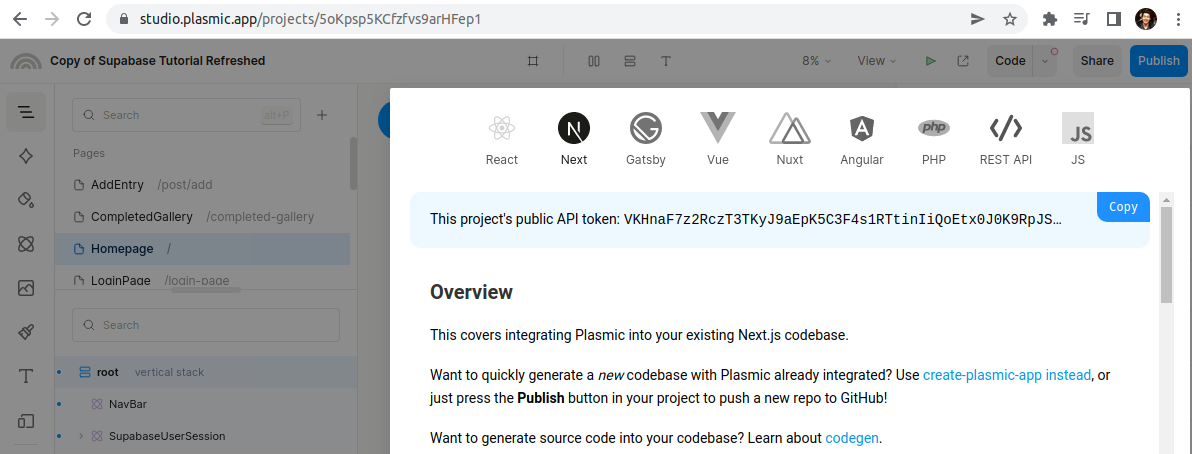 studio.plasmic.app/projects/5oKpsp5KCfzfvs9arHFep1
Copy of Supabase Tutorial Refreshed
8%
View
Code
Share
Publish
Search
alt+P
Pages
AddEntry /post/add
CompletedGallery /completed-gallery
Homepage /
LoginPage /login-page
Search
root vertical stack
NavBar
SupabaseUserSession
React
Next
Gatsby
Vue
Nuxt
Angular
php
PHP
REST API
JS
JS
Copy
This project's public API token: VKHnaF7z2RczT3TKyJ9aEpK5C3F4s1RTtinIiQoEtx0J0K9RpJS…
Overview
This covers integrating Plasmic into your existing Next.js codebase.
Want to quickly generate a new codebase with Plasmic already integrated? Use create-plasmic-app instead, or
just press the Publish button in your project to push a new repo to GitHub!
Want to generate source code into your codebase? Learn about codegen.